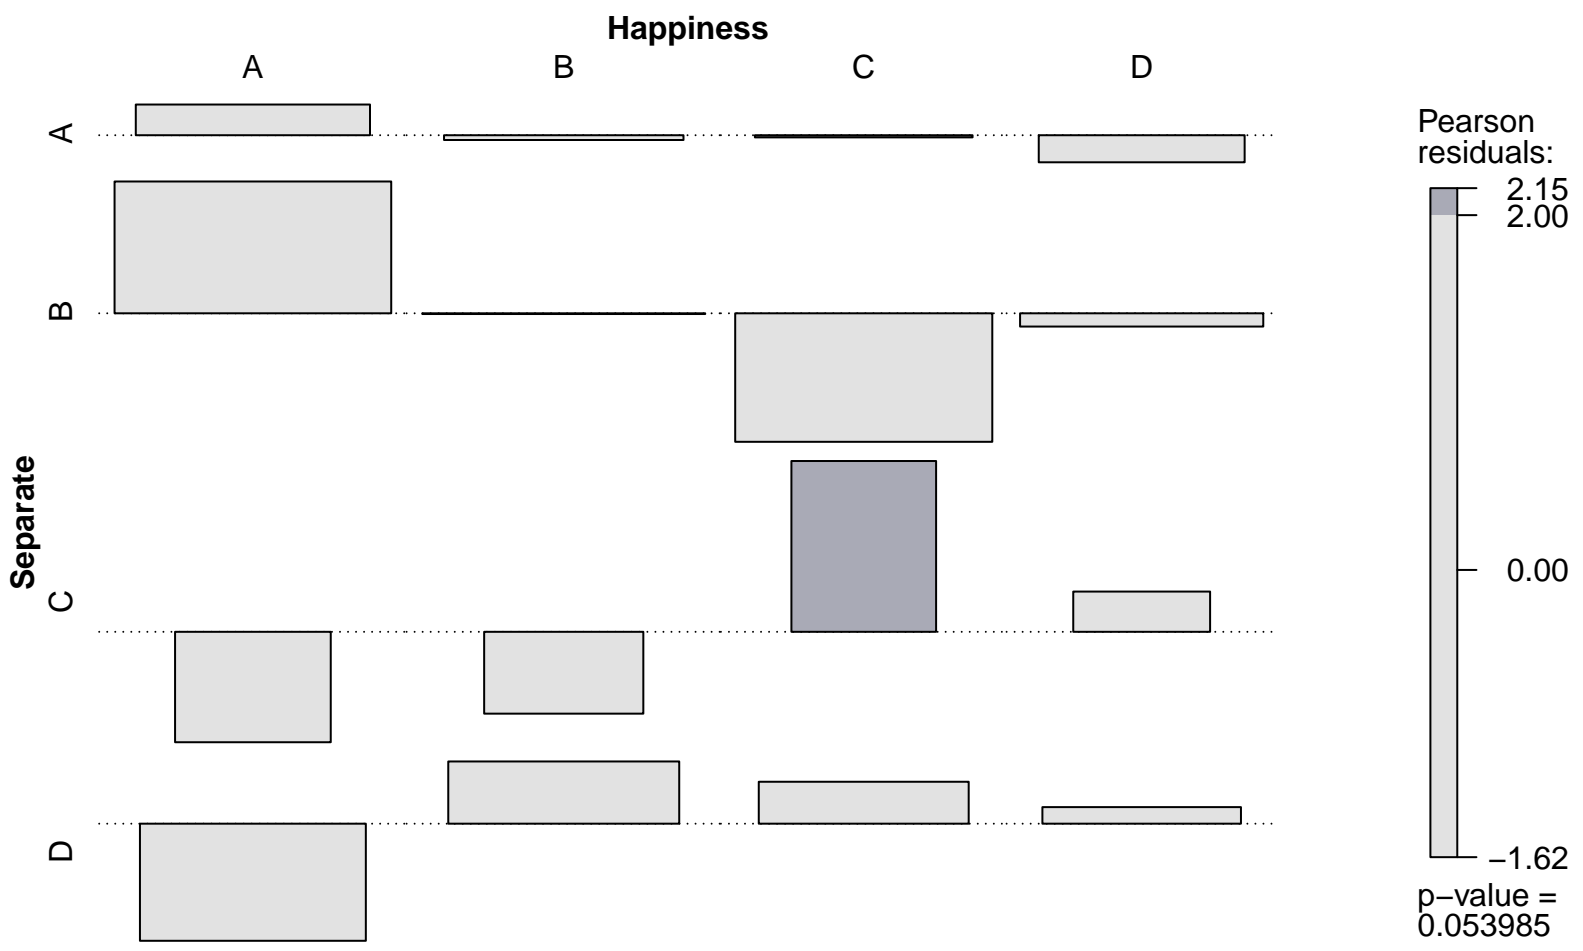 Happiness
A B C D
A
B
C
D
Separate
Pearson
residuals:
2.15
2.00
0.00
−1.62
p−value =
0.053985